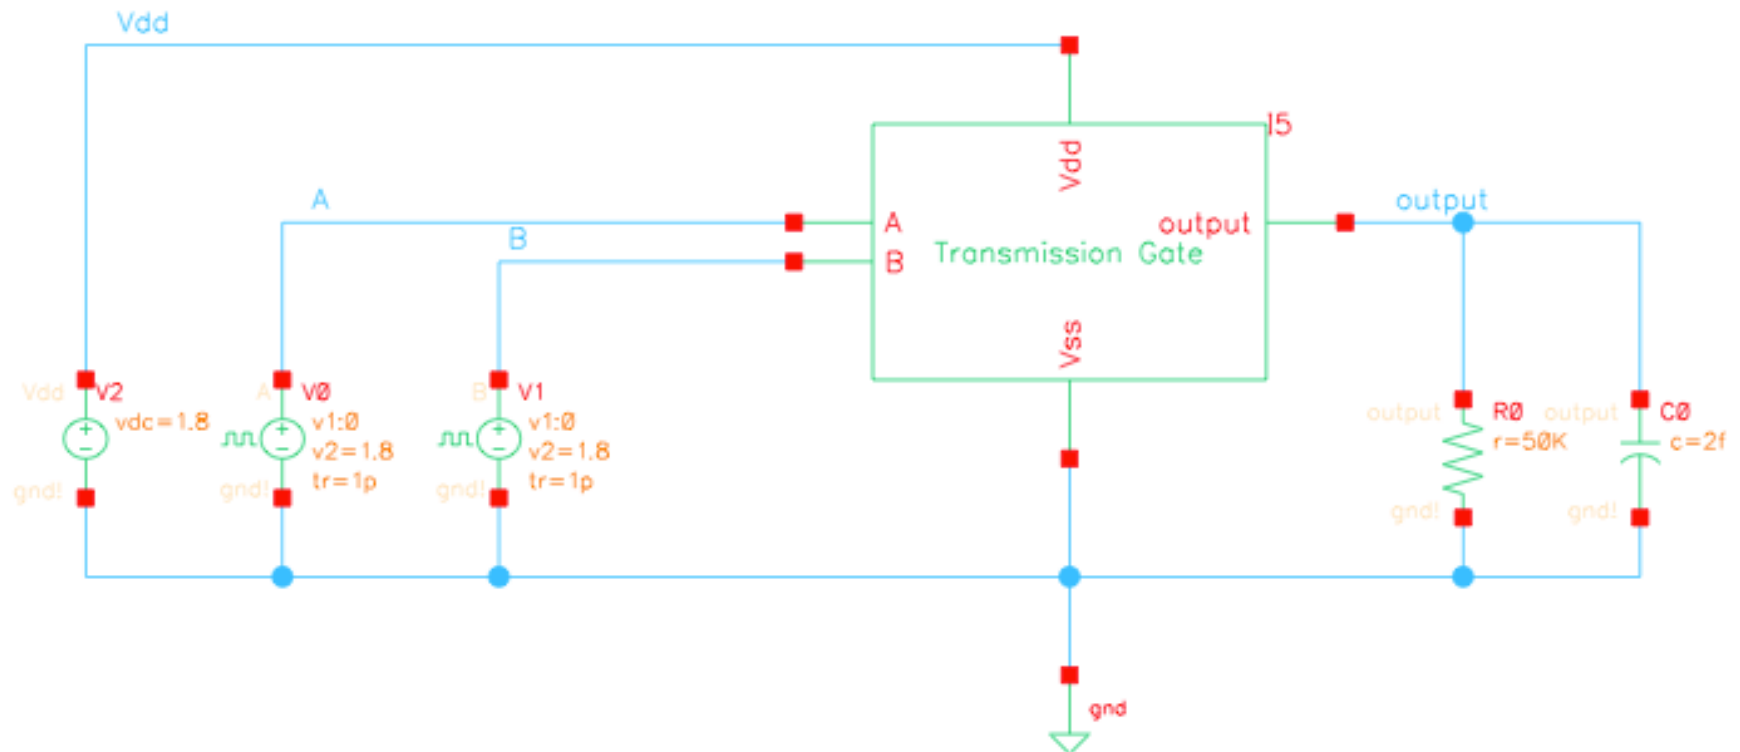 Vdd
I5
Vdd
A
A
output
output
B
B
Transmission Gate
Vss
Vdd
V2
vdc=1.8
gnd!
A
V0
v1:0
v2=1.8
tr=1p
gnd!
B
V1
v1:0
v2=1.8
tr=1p
output
R0
r=50K
gnd!
output
C0
c=2f
gnd!
gnd